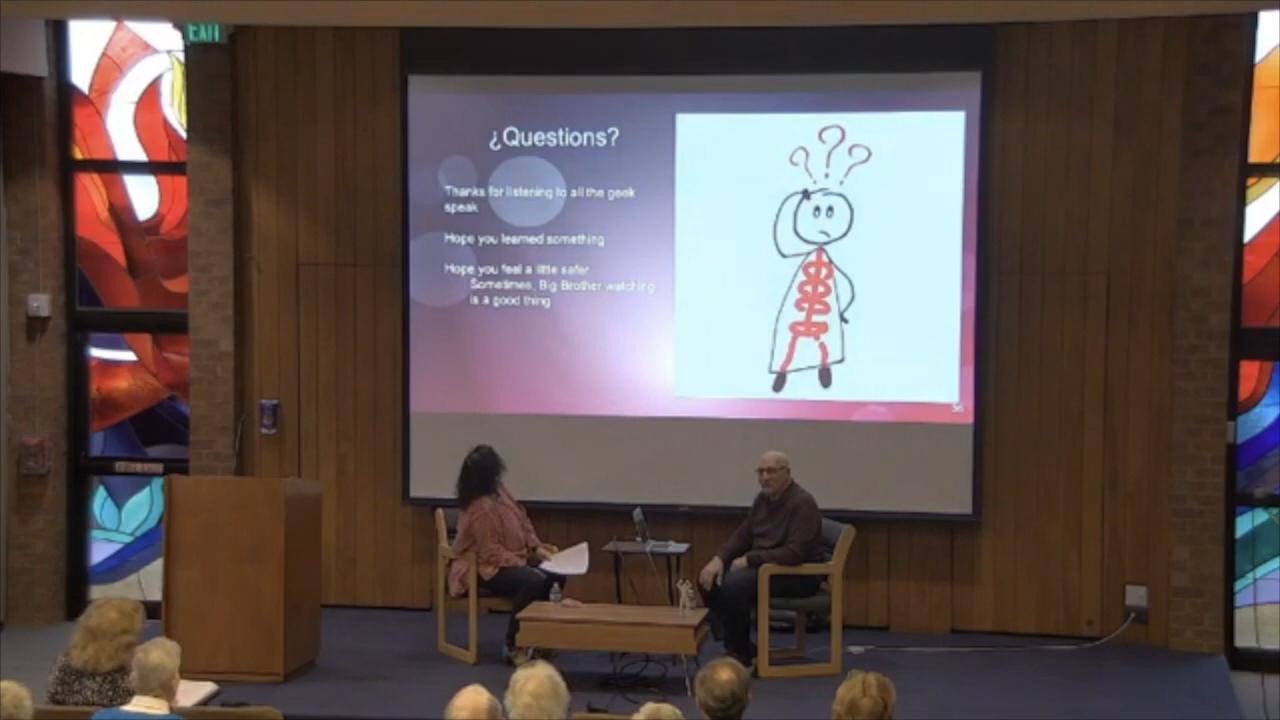 EXIT
¿Questions?
Thanks for listening to all the geek
speak
Hope you learned something
Hope you feel a little safer
Sometimes, Big Brother watching
is a good thing